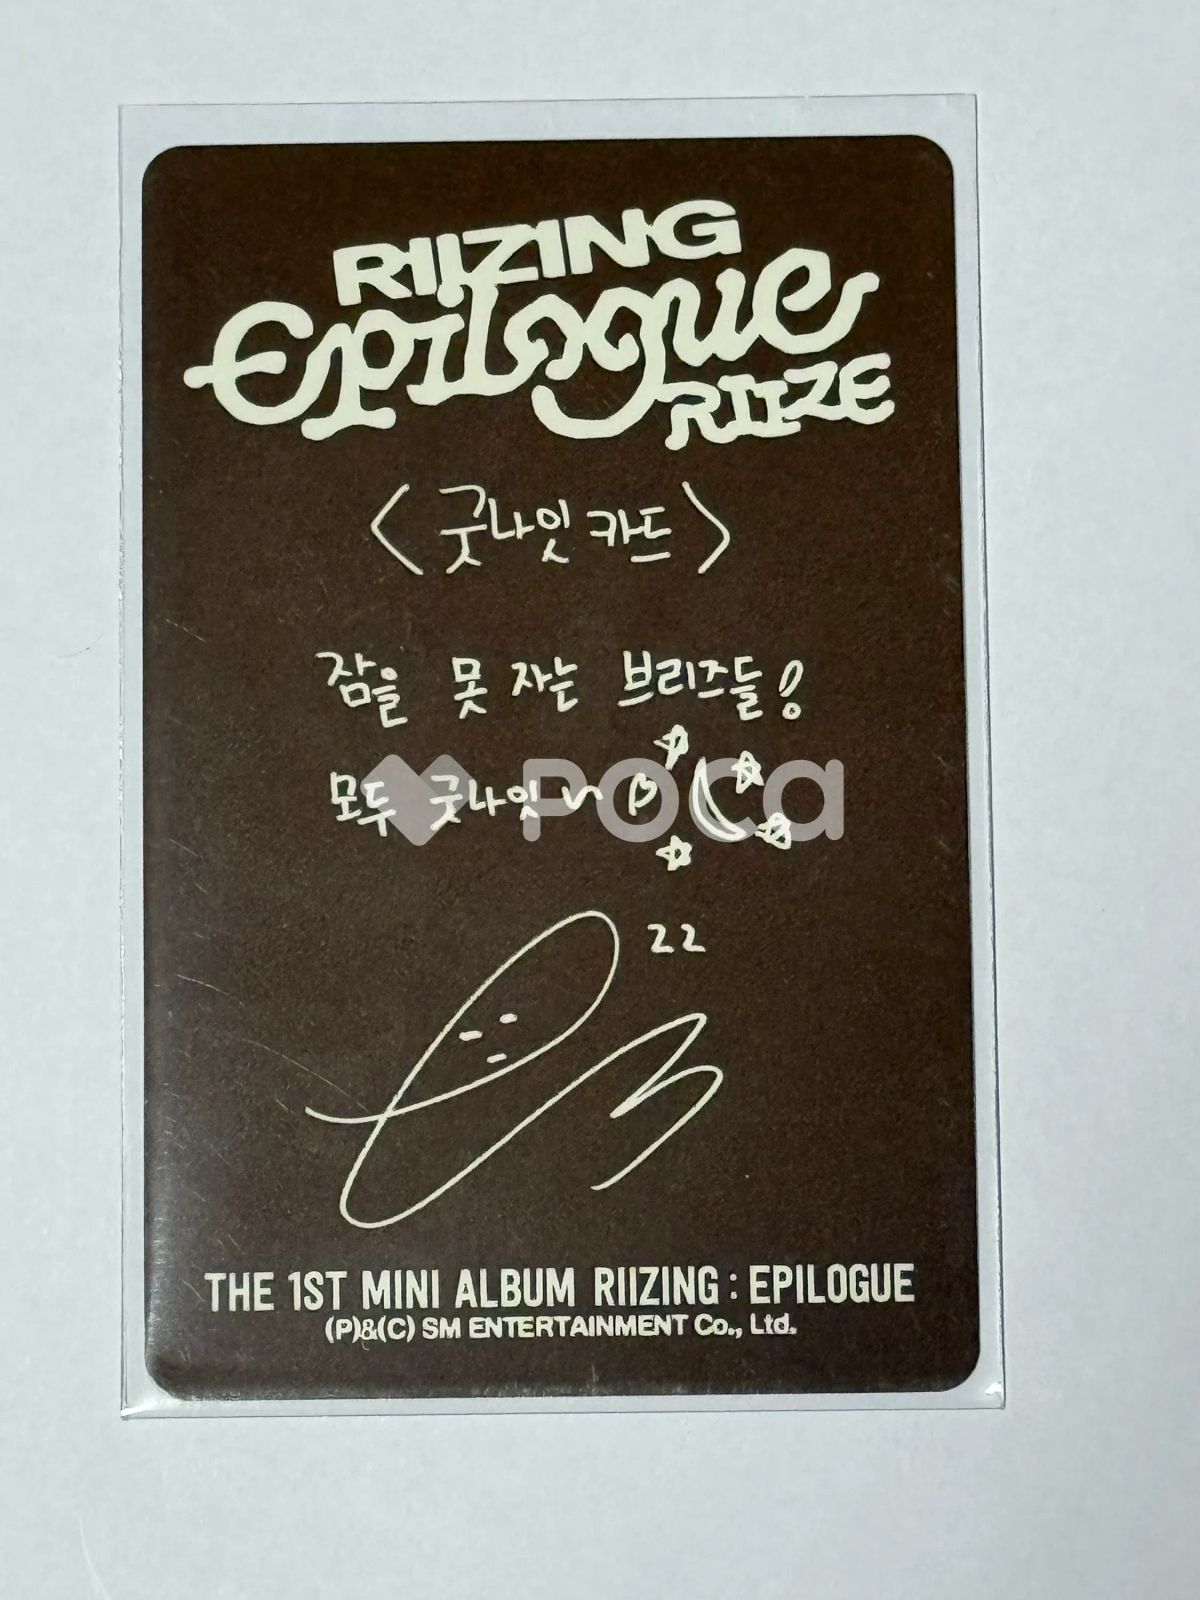 RIIZING
Epilogue
RIIZE
< 굿나잇 카드 >
잠을 못 자는 브리즈들!
모두 굿나잇~♡
POCA
22
THE 1ST MINI ALBUM RIIZING : EPILOGUE
(P)&(C) SM ENTERTAINMENT Co., Ltd.